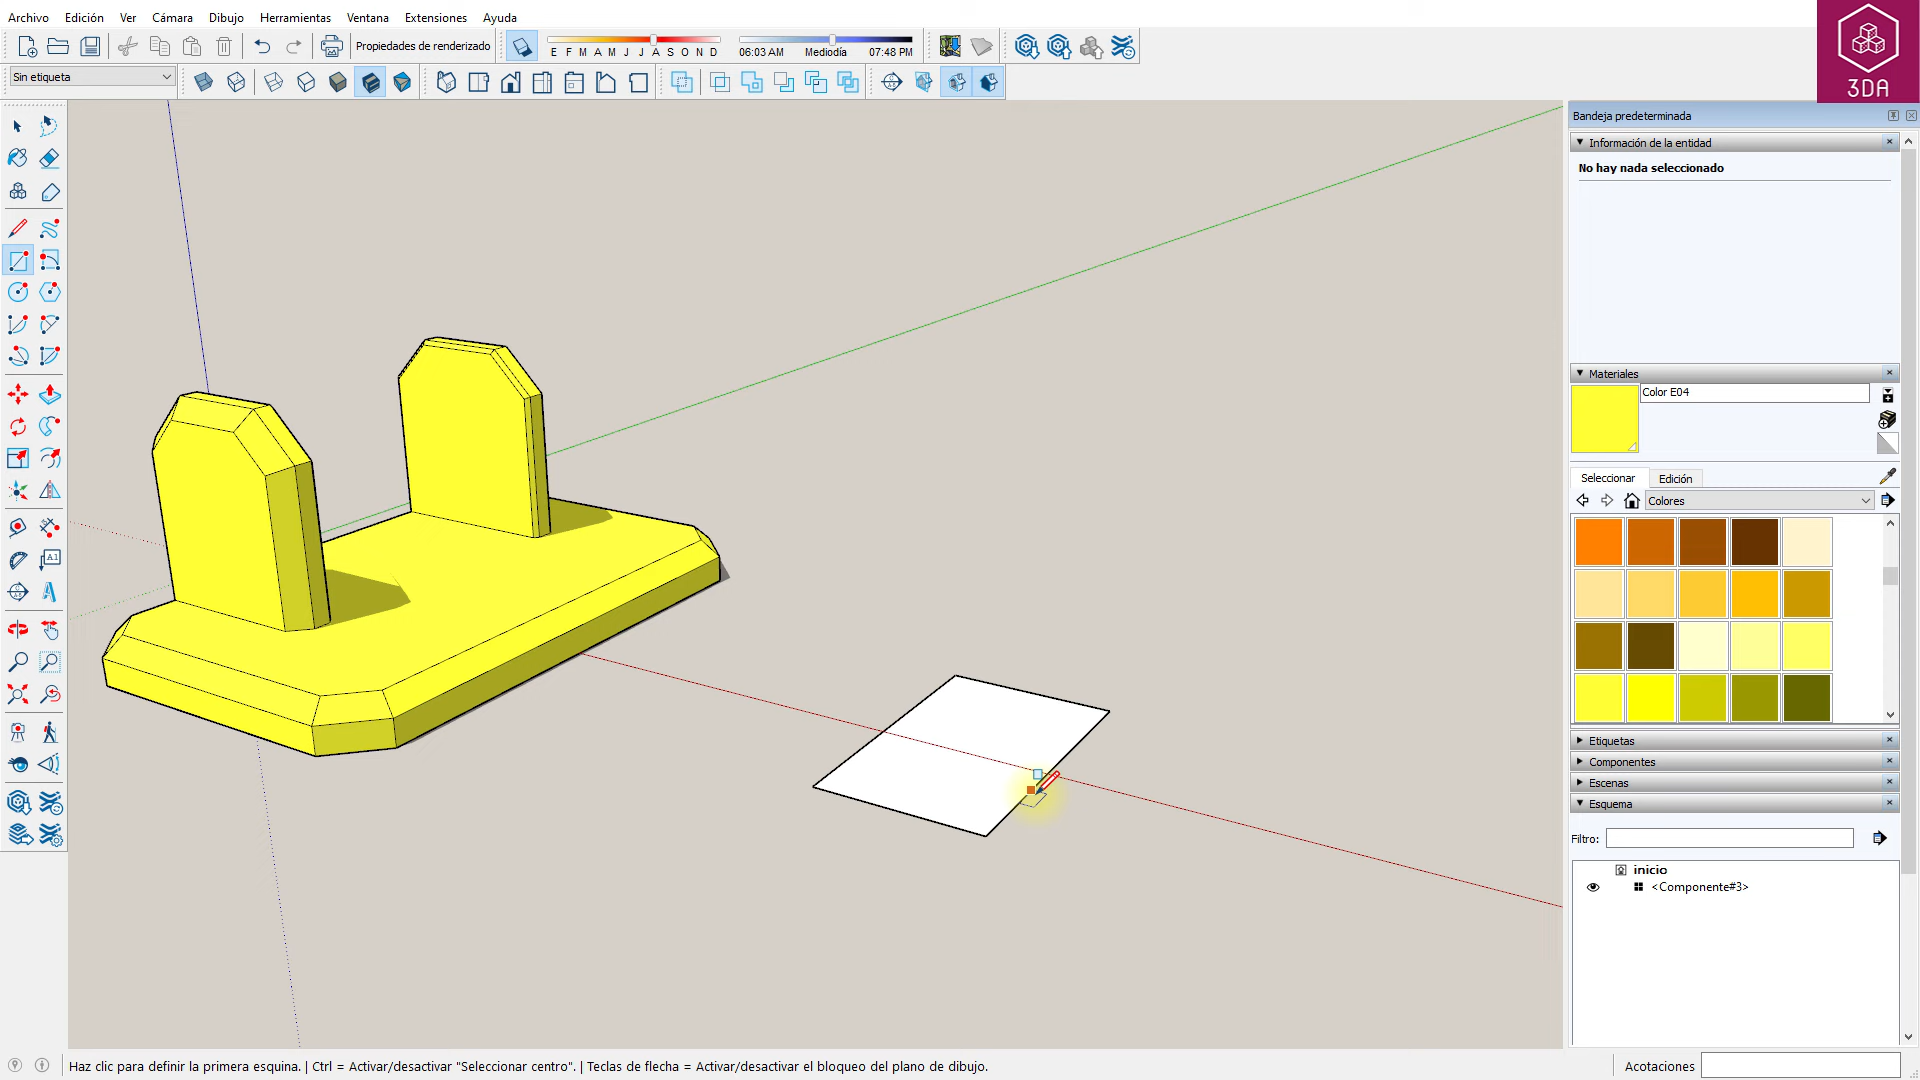 Archivo Edición Ver Cámara Dibujo Herramientas Ventana Extensiones Ayuda
Propiedades de renderizado
E F M A M J J A S O N D
06:03 AM Mediodía 07:48 PM
3DA
Sin etiqueta
Bandeja predeterminada
Información de la entidad
No hay nada seleccionado
Materiales
Color E04
Seleccionar Edición
Colores
Etiquetas
Componentes
Escenas
Esquema
Filtro:
inicio
<Componente#3>
Haz clic para definir la primera esquina. | Ctrl = Activar/desactivar "Seleccionar centro". | Teclas de flecha = Activar/desactivar el bloqueo del plano de dibujo.
Acotaciones